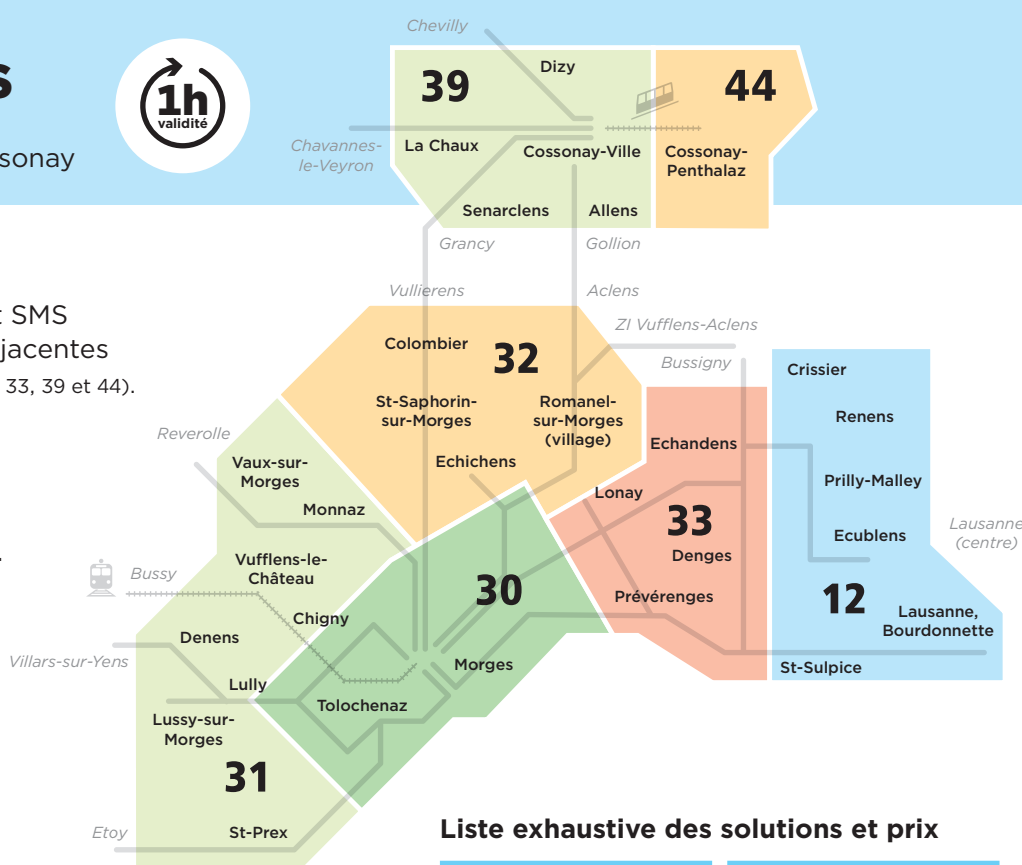 s
1h
validité
sonay
t SMS
jacentes
33, 39 et 44).
.
Chevilly
39
Dizy
44
Chavannes-
le-Veyron
La Chaux
Cossonay-Ville
Cossonay-
Penthalaz
Senarclens
Allens
Grancy
Gollion
Vullierens
Aclens
ZI Vufflens-Aclens
Bussigny
Colombier
32
St-Saphorin-
sur-Morges
Romanel-
sur-Morges
(village)
Echichens
Crissier
Renens
Prilly-Malley
Ecublens
Lausanne
(centre)
12
Lausanne,
Bourdonnette
St-Sulpice
Echandens
Lonay
33
Denges
Préverenges
Reverolle
Vaux-sur-
Morges
Monnaz
Vufflens-le-
Château
Bussy
Chigny
30
Denens
Villars-sur-Yens
Morges
Lully
Tolochenaz
Lussy-sur-
Morges
31
Etoy
St-Prex
Liste exhaustive des solutions et prix